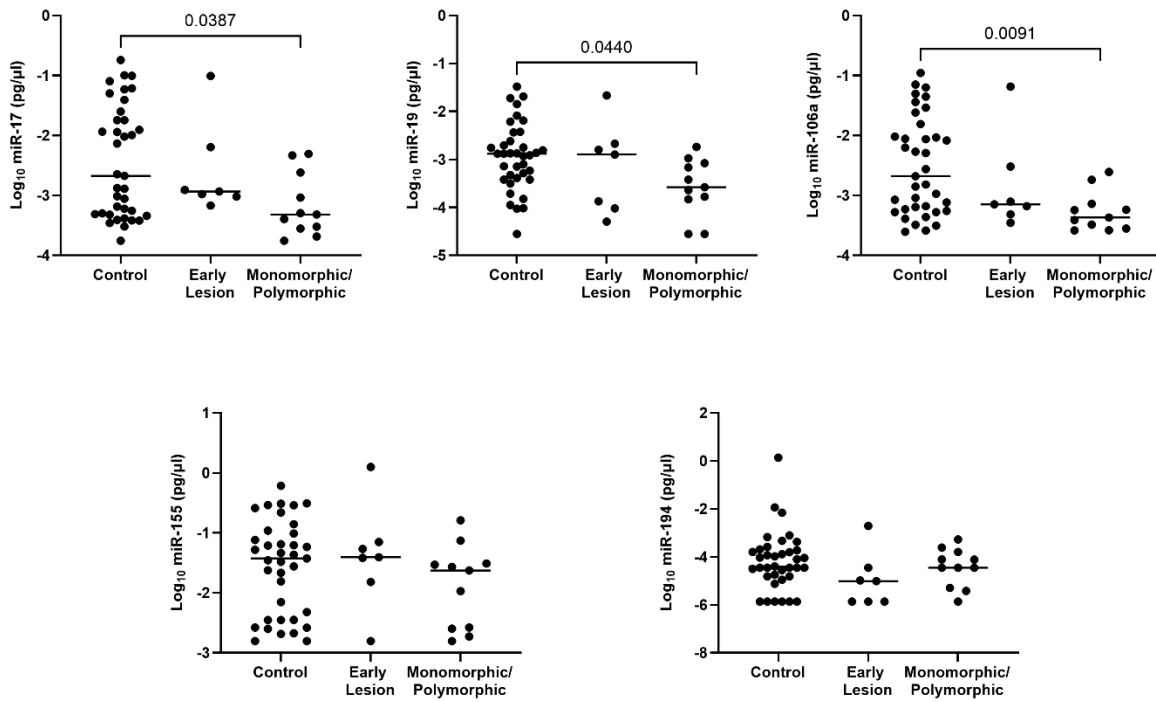 0.0387
0
-1
-2
-3
-4
Log10 miR-17 (pg/µl)
Control
Early
Lesion
Monomorphic/
Polymorphic
0.0440
0
-1
-2
-3
-4
-5
Log10 miR-19 (pg/µl)
Control
Early
Lesion
Monomorphic/
Polymorphic
0.0091
0
-1
-2
-3
-4
Log10 miR-106a (pg/µl)
Control
Early
Lesion
Monomorphic/
Polymorphic
1
0
-1
-2
-3
Log10 miR-155 (pg/µl)
Control
Early
Lesion
Monomorphic/
Polymorphic
2
0
-2
-4
-6
-8
Log10 miR-194 (pg/µl)
Control
Early
Lesion
Monomorphic/
Polymorphic